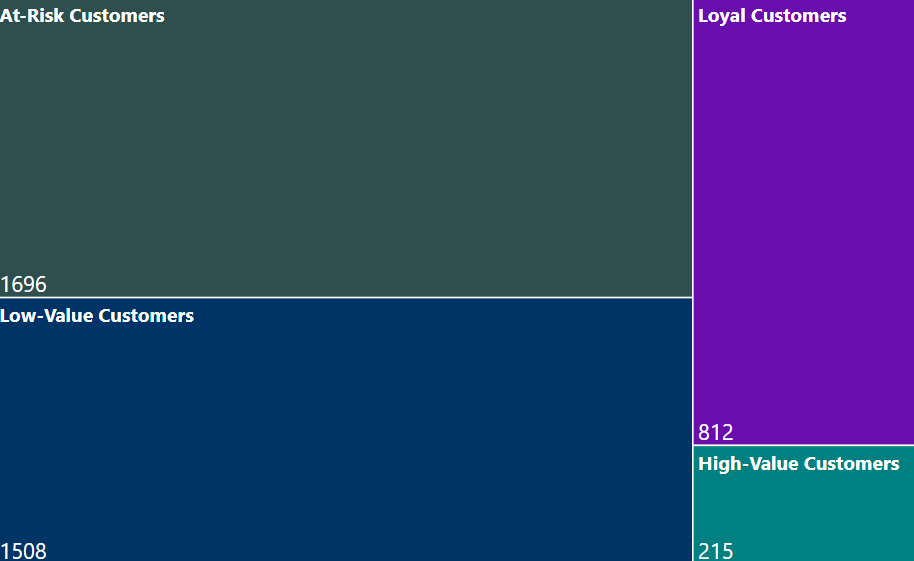 At-Risk Customers
1696
Low-Value Customers
1508
Loyal Customers
812
High-Value Customers
215